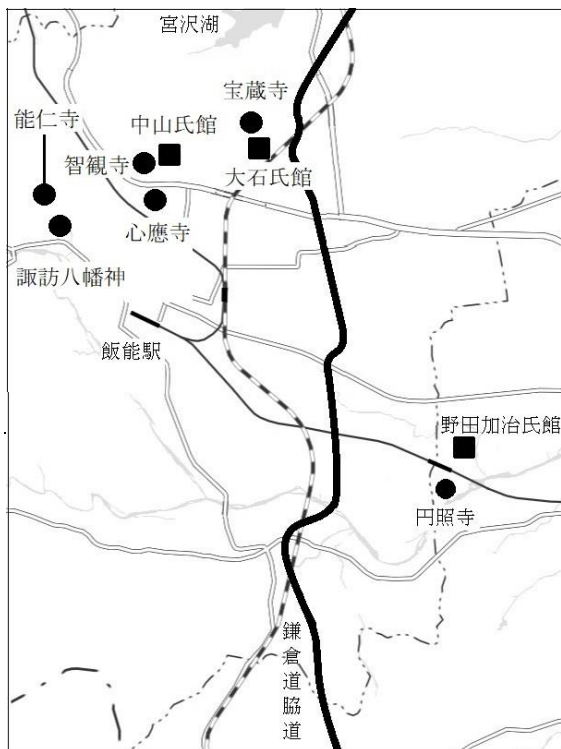 宮沢湖
宝蔵寺
能仁寺
中山氏館
智観寺
大石氏館
心應寺
諏訪八幡神
飯能駅
野田加治氏館
円照寺
鎌倉道脇道